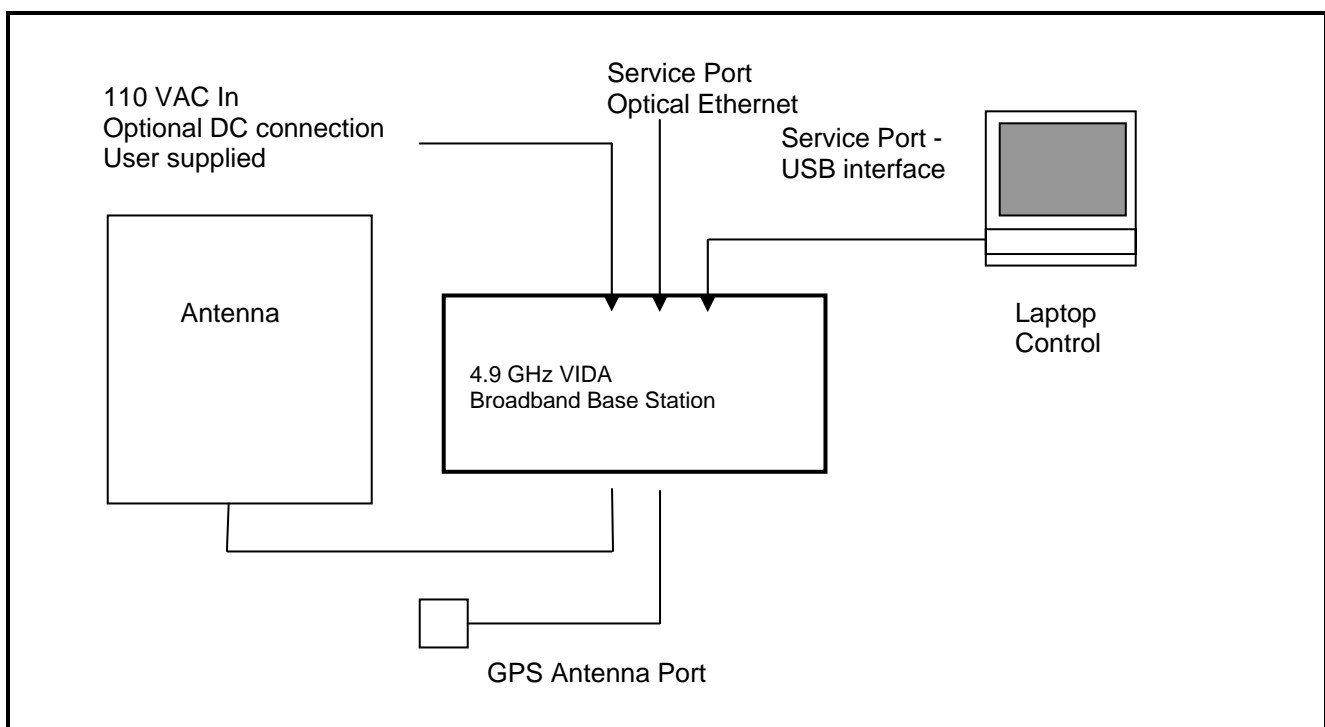 110 VAC In
Optional DC connection
User supplied
Service Port
Optical Ethernet
Service Port -
USB interface
Antenna
4.9 GHz VIDA
Broadband Base Station
Laptop
Control
GPS Antenna Port